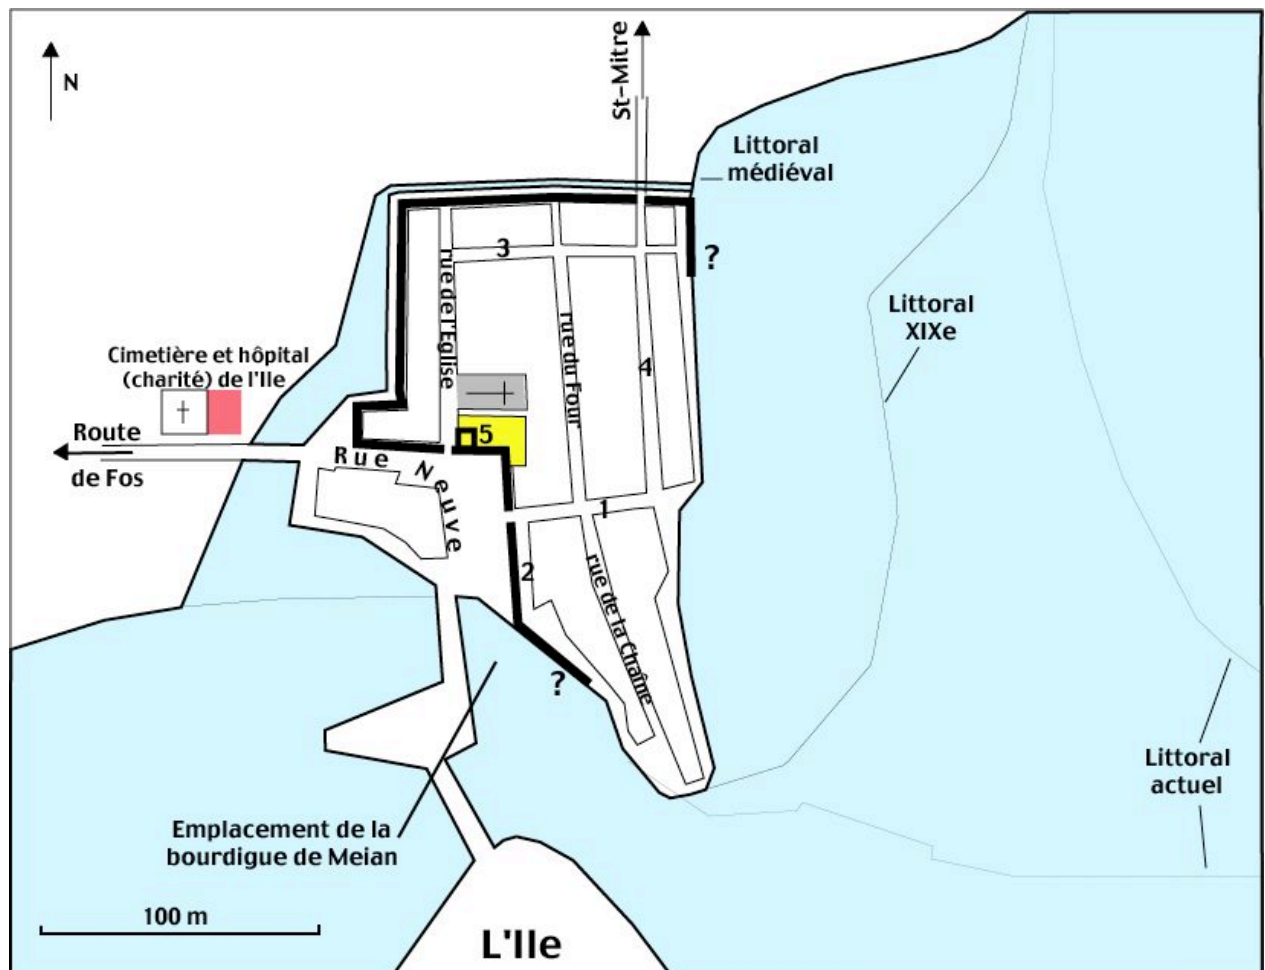 N
St-Mitre
Littoral
médiéval
3
?
rue de l'Eglise
Littoral
XIXe
rue du Four
4
Cimetière et hôpital
(charité) de l'Ile
Route
de Fos
5
Rue Neuve
1
2
rue de la Chaîne
?
Littoral
actuel
Emplacement de la
bourdigue de Meian
100 m
L'Ile